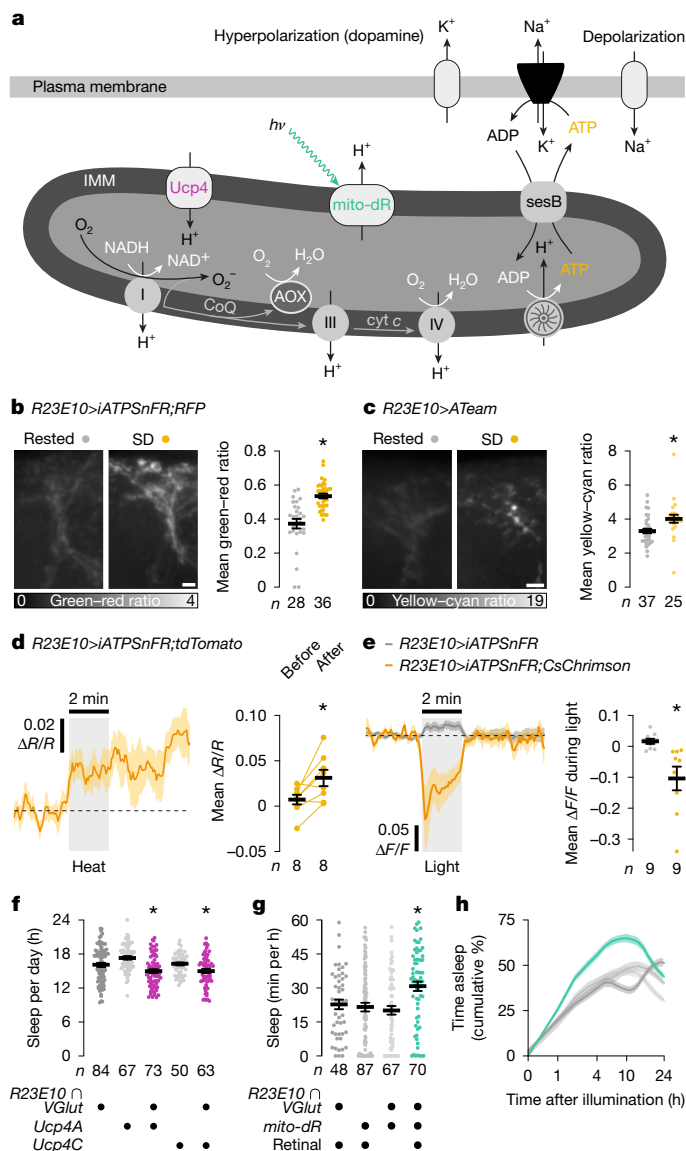 a
Hyperpolarization (dopamine)
K+
Na+
Depolarization
Plasma membrane
hν
ADP
K+
ATP
Na+
H+
IMM
Ucp4
mito-dR
sesB
O2
H+
H+
NADH
NAD+
O2−
O2
H2O
O2
H2O
ADP
ATP
I
CoQ
AOX
III
cyt c
IV
H+
H+
H+
b R23E10>iATPSnFR;RFP
Rested
SD
*
Mean green–red ratio
0.8
0.6
0.4
0.2
0
0 Green–red ratio 4
n 28 36
c R23E10>ATeam
Rested
SD
*
Mean yellow–cyan ratio
8
6
4
2
0
0 Yellow–cyan ratio 19
n 37 25
d R23E10>iATPSnFR;tdTomato
2 min
0.02
ΔR/R
Heat
Before
After
*
Mean ΔR/R
0.10
0.05
0
−0.05
n 8 8
e R23E10>iATPSnFR
R23E10>iATPSnFR;CsChrimson
2 min
0.05
ΔF/F
Light
*
Mean ΔF/F during light
0
−0.1
−0.2
−0.3
n 9 9
f
Sleep per day (h)
24
20
16
12
0
* *
n 84 67 73 50 63
R23E10 ∩
VGlut
Ucp4A
Ucp4C
g
Sleep (min per h)
60
45
30
15
0
*
n 48 87 67 70
R23E10 ∩
VGlut
mito-dR
Retinal
h
Time asleep
(cumulative %)
75
50
25
0
0 1 4 10 24
Time after illumination (h)